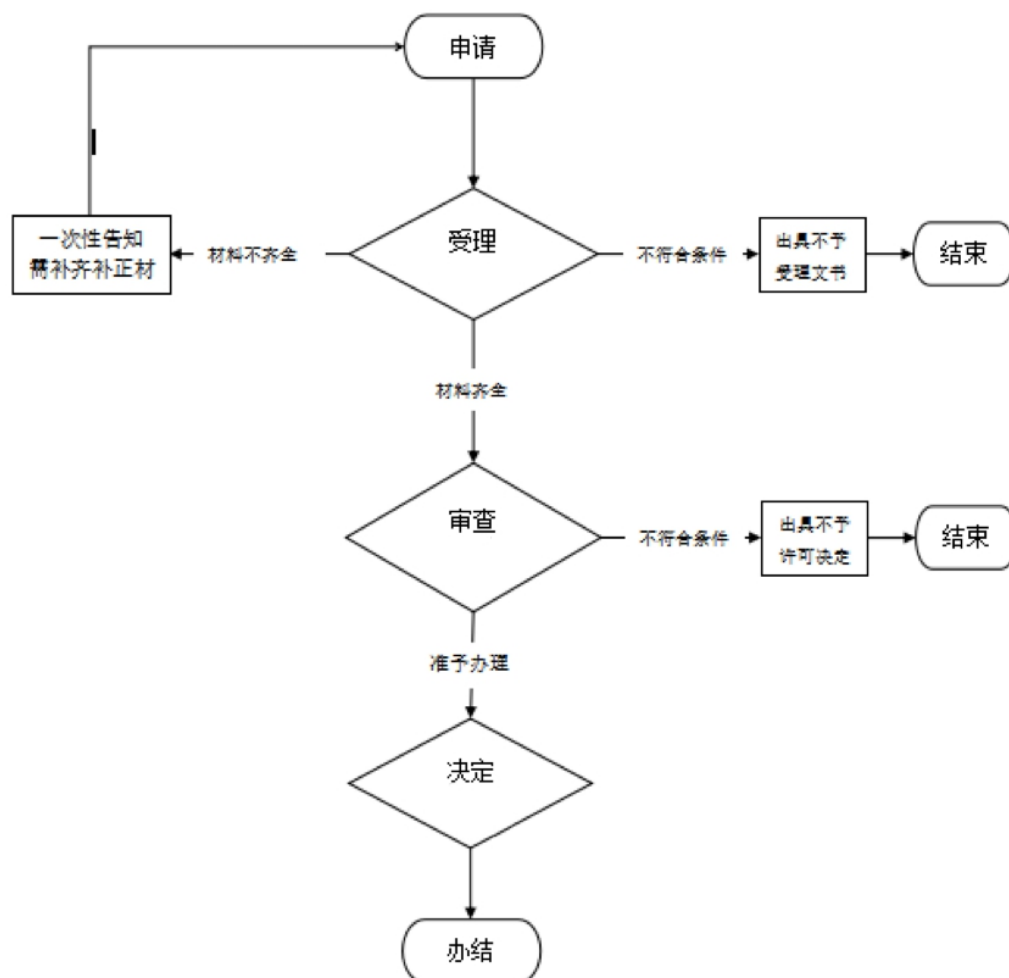 申请
受理
一次性告知
需补齐补正材
材料不齐全
不符合条件
出具不予
受理文书
结束
材料齐全
审查
不符合条件
出具不予
许可决定
结束
准予办理
决定
办结